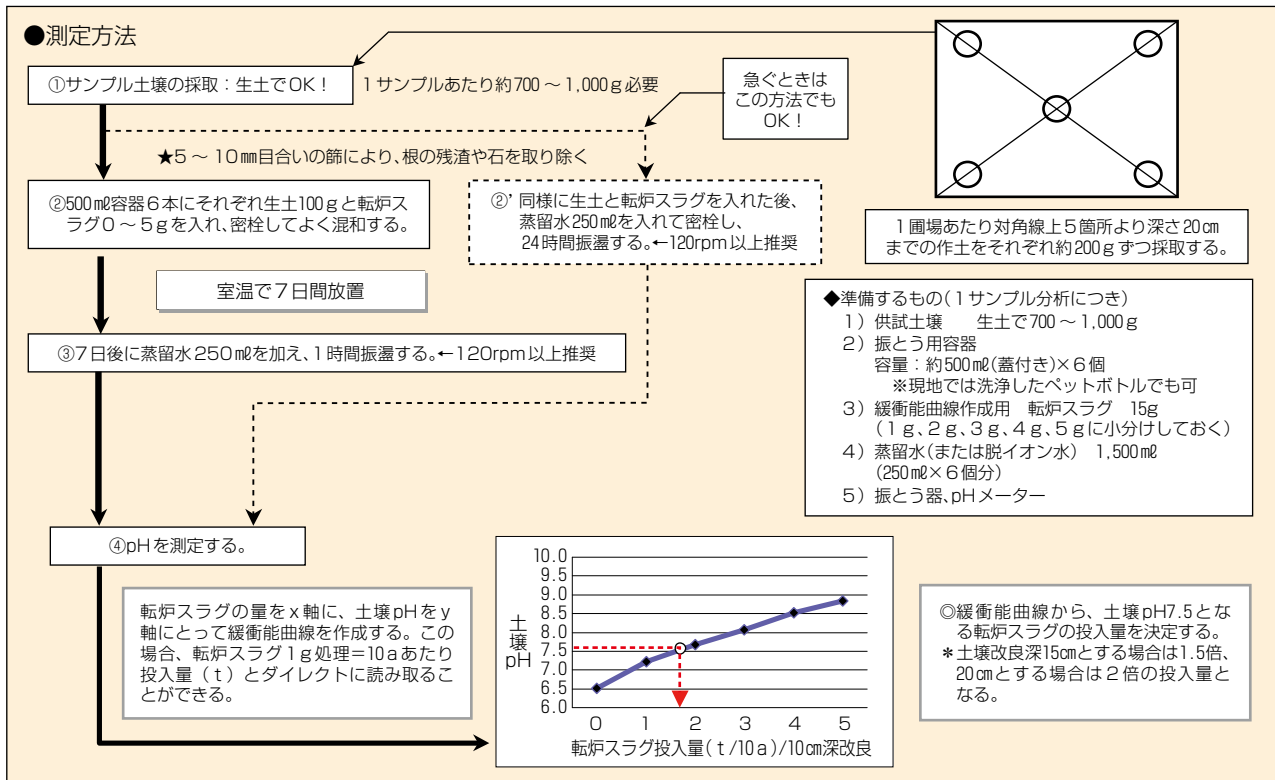 ●測定方法
①サンプル土壌の採取：生土でOK！
1サンプルあたり約700～1,000g必要
急ぐときは
この方法でも
OK！
★5～10㎜目合いの篩により、根の残渣や石を取り除く
②500㎖容器6本にそれぞれ生土100gと転炉ス
ラグ0～5gを入れ、密栓してよく混和する。
②’同様に生土と転炉スラグを入れた後、
蒸留水250㎖を入れて密栓し、
24時間振盪する。←120rpm以上推奨
1圃場あたり対角線上5箇所より深さ20㎝
までの作土をそれぞれ約200gずつ採取する。
室温で7日間放置
③7日後に蒸留水250㎖を加え、1時間振盪する。←120rpm以上推奨
◆準備するもの（1サンプル分析につき）
1）供試土壌　生土で700～1,000g
2）振とう用容器
容量：約500㎖（蓋付き）×6個
※現地では洗浄したペットボトルでも可
3）緩衝能曲線作成用　転炉スラグ　15g
（1g、2g、3g、4g、5gに小分けしておく）
4）蒸留水（または脱イオン水）　1,500㎖
（250㎖×6個分）
5）振とう器、pHメーター
④pHを測定する。
転炉スラグの量をx軸に、土壌pHをy
軸にとって緩衝能曲線を作成する。この
場合、転炉スラグ1g処理＝10aあたり
投入量（t）とダイレクトに読み取るこ
とができる。
土壌pH
10.0
9.5
9.0
8.5
8.0
7.5
7.0
6.5
6.0
0 1 2 3 4 5
転炉スラグ投入量（t/10a）/10㎝深改良
◎緩衝能曲線から、土壌pH7.5とな
る転炉スラグの投入量を決定する。
＊土壌改良深15㎝とする場合は1.5倍、
20㎝とする場合は2倍の投入量と
なる。